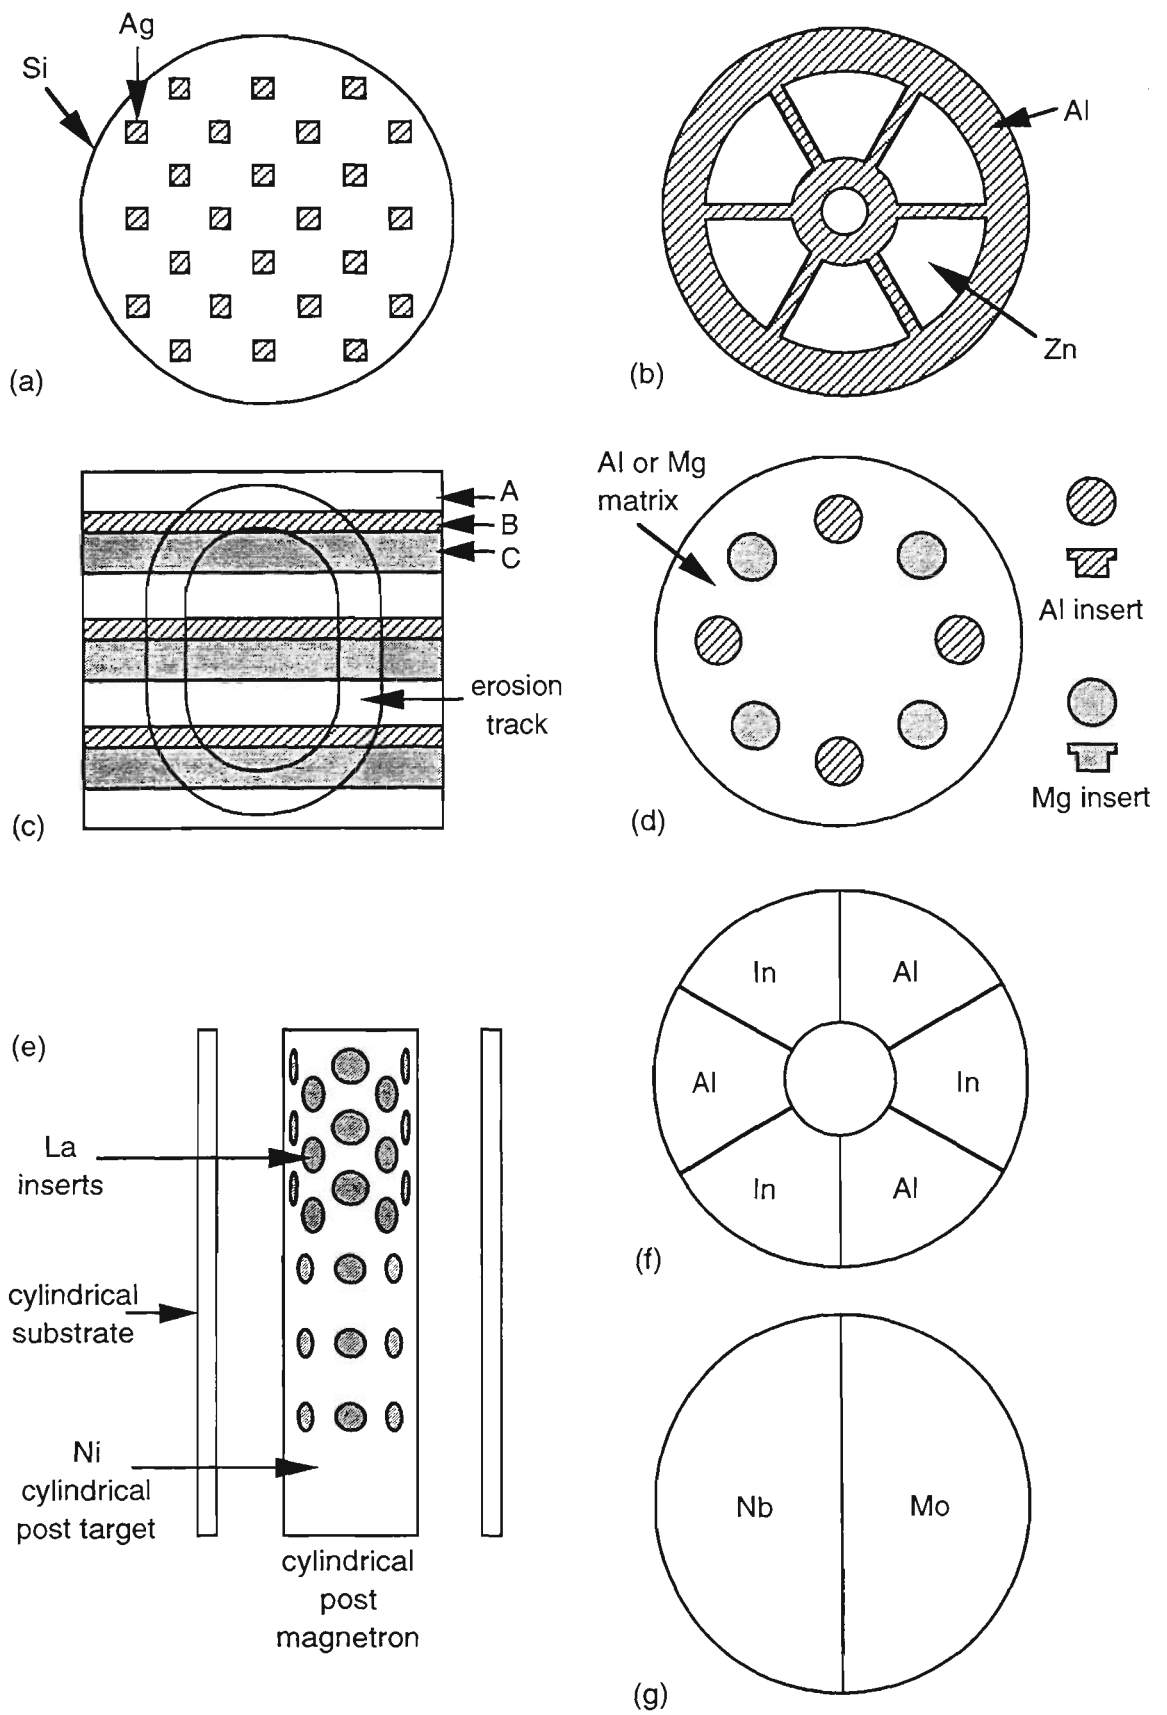 Ag
Si
(a)
Al
Zn
(b)
A
B
C
erosion
track
(c)
Al or Mg
matrix
Al insert
Mg insert
(d)
(e)
La
inserts
cylindrical
substrate
Ni
cylindrical
post target
cylindrical
post
magnetron
In
Al
Al
In
In
Al
(f)
Nb
Mo
(g)